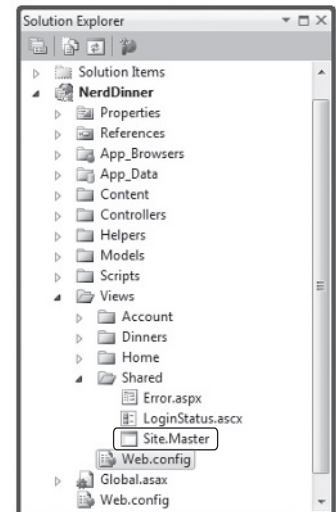 Solution Explorer
Solution Items
NerdDinner
Properties
References
App_Browsers
App_Data
Content
Controllers
Helpers
Models
Scripts
Views
Account
Dinners
Home
Shared
Error.aspx
LoginStatus.ascx
Site.Master
Web.config
Global.asax
Web.config